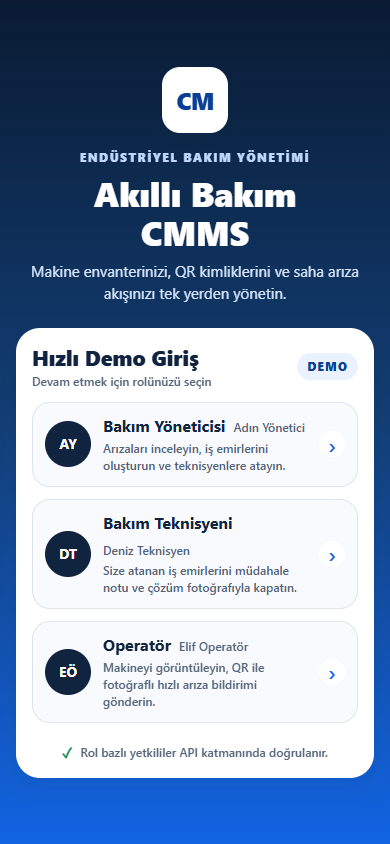 CM
ENDÜSTRİYEL BAKIM YÖNETİMİ
Akıllı Bakım
CMMS
Makine envanterinizi, QR kimliklerini ve saha arıza
akışınızı tek yerden yönetin.
Hızlı Demo Giriş
DEMO
Devam etmek için rolünüzü seçin
AY
Bakım Yöneticisi Adın Yönetici
Arızaları inceleyin, iş emirlerini
oluşturun ve teknisyenlere atayın.
DT
Bakım Teknisyeni
Deniz Teknisyen
Size atanan iş emirlerini müdahale
notu ve çözüm fotoğrafıyla kapatın.
EÖ
Operatör Elif Operatör
Makineyi görüntüleyin, QR ile
fotoğraflı hızlı arıza bildirimi
gönderin.
✓ Rol bazlı yetkililer API katmanında doğrulanır.